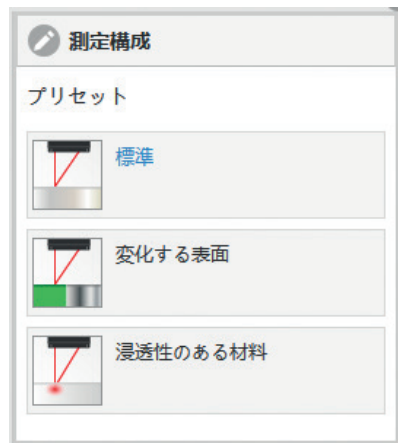 測定構成
プリセット
標準
変化する表面
浸透性のある材料